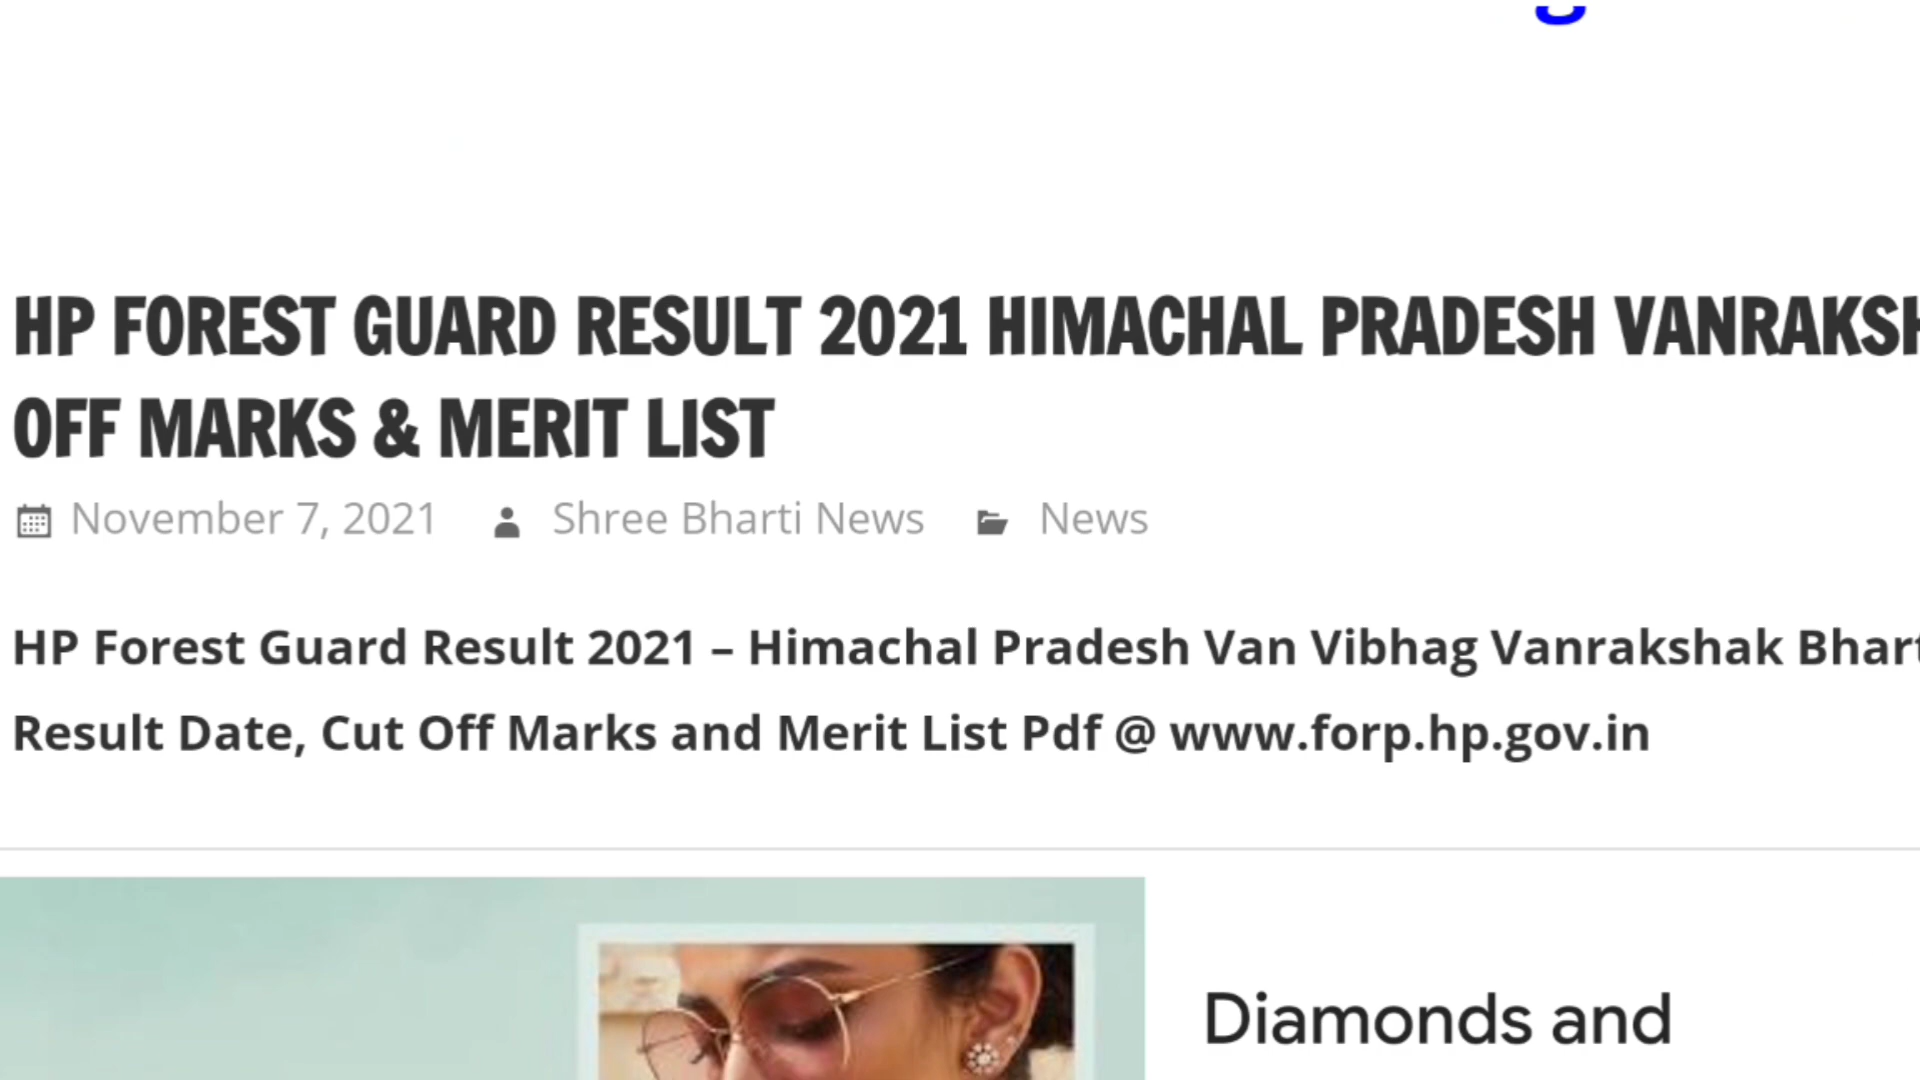 HP FOREST GUARD RESULT 2021 HIMACHAL PRADESH
OFF MARKS & MERIT LIST
November 7, 2021 Shree Bharti News News
HP Forest Guard Result 2021 – Himachal Pradesh Van Vibhag Vanrakshak
Result Date, Cut Off Marks and Merit List Pdf @ www.forp.hp.gov.in
Diamonds and